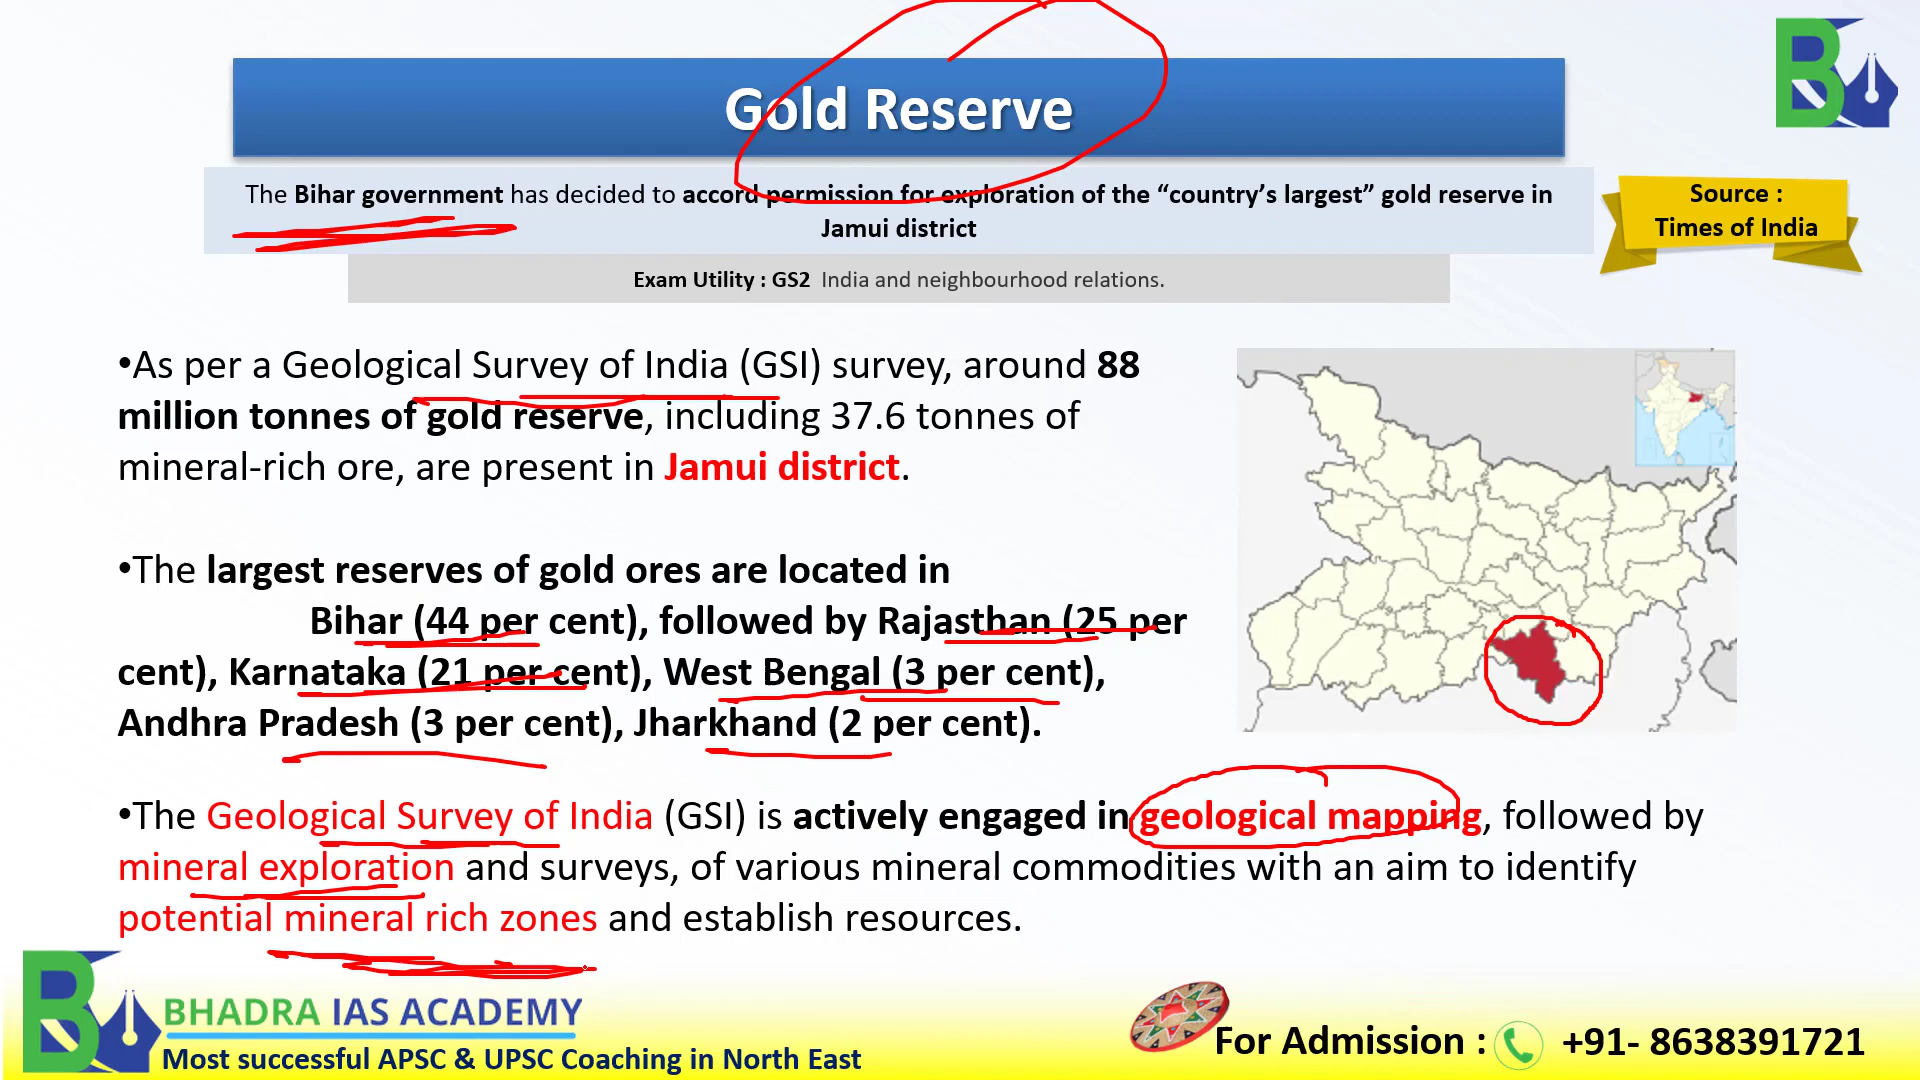 Gold Reserve
The Bihar government has decided to accord permission for exploration of the “country’s largest” gold reserve in
Jamui district
Source :
Times of India
Exam Utility : GS2 India and neighbourhood relations.
•As per a Geological Survey of India (GSI) survey, around 88
million tonnes of gold reserve, including 37.6 tonnes of
mineral-rich ore, are present in Jamui district.
•The largest reserves of gold ores are located in
Bihar (44 per cent), followed by Rajasthan (25 per
cent), Karnataka (21 per cent), West Bengal (3 per cent),
Andhra Pradesh (3 per cent), Jharkhand (2 per cent).
•The Geological Survey of India (GSI) is actively engaged in geological mapping, followed by
mineral exploration and surveys, of various mineral commodities with an aim to identify
potential mineral rich zones and establish resources.
BHADRA IAS ACADEMY
Most successful APSC & UPSC Coaching in North East
For Admission : +91- 8638391721